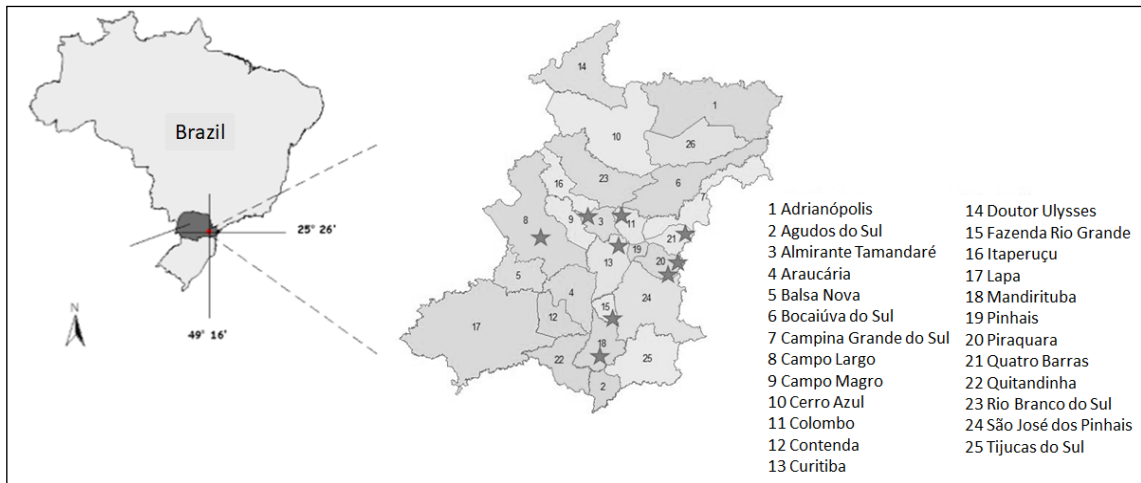 Brazil
25° 26'
49° 16'
N
14
1
10
26
23
16
6
7
9
3
11
8
21
19
13
20
5
4
24
15
12
17
18
25
22
2
1 Adrianópolis
2 Agudos do Sul
3 Almirante Tamandaré
4 Araucária
5 Balsa Nova
6 Bocaiúva do Sul
7 Campina Grande do Sul
8 Campo Largo
9 Campo Magro
10 Cerro Azul
11 Colombo
12 Contenda
13 Curitiba
14 Doutor Ulysses
15 Fazenda Rio Grande
16 Itaperuçu
17 Lapa
18 Mandirituba
19 Pinhais
20 Piraquara
21 Quatro Barras
22 Quitandinha
23 Rio Branco do Sul
24 São José dos Pinhais
25 Tijucas do Sul